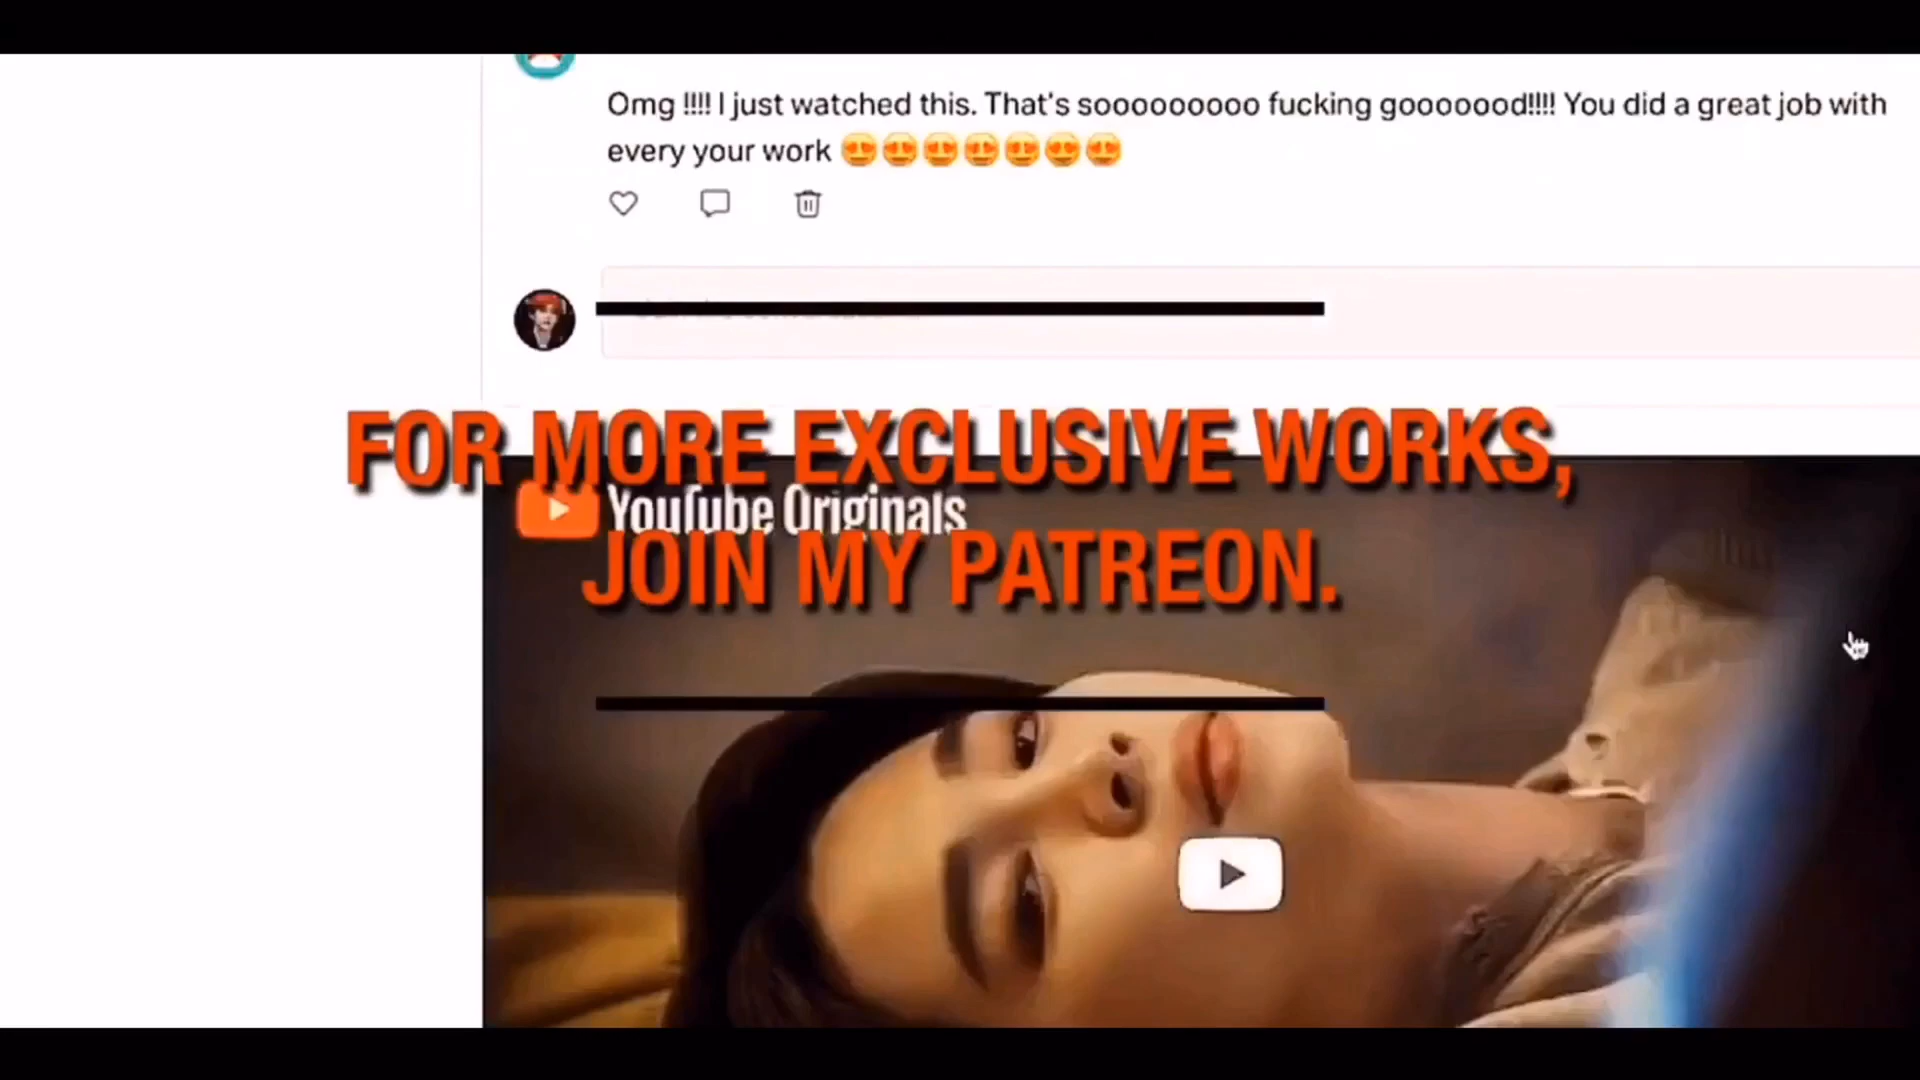 Omg !!!! I just watched this. That's sooooooooo fucking gooooood!!!! You did a great job with
every your work 😍😍😍😍😍😍😍
FOR MORE EXCLUSIVE WORKS,
YouTube Originals
JOIN MY PATREON.